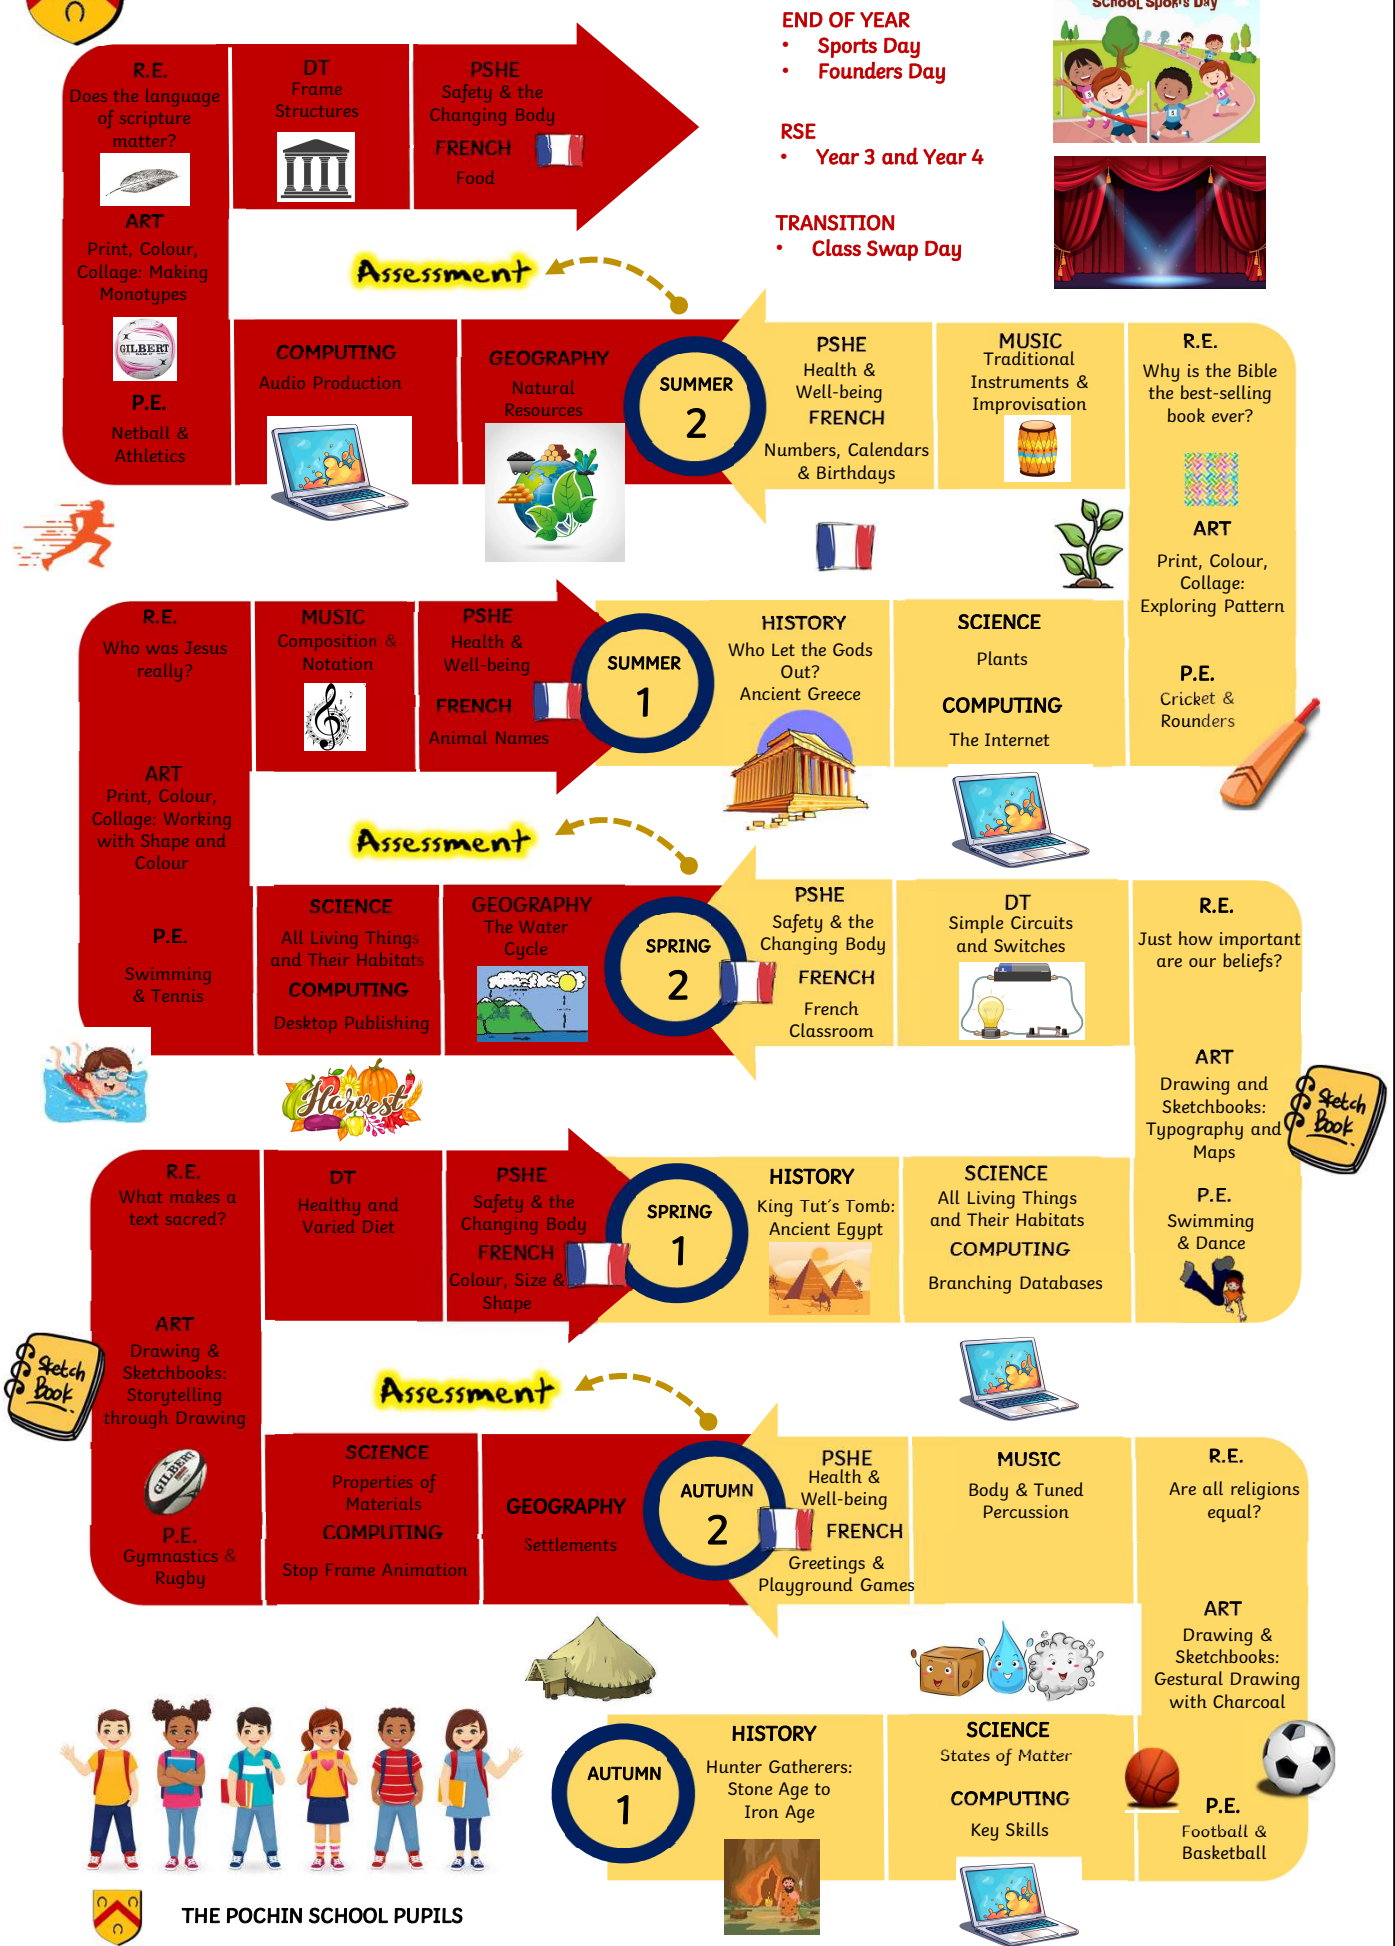 School Sports Day
END OF YEAR
• Sports Day
• Founders Day
RSE
• Year 3 and Year 4
TRANSITION
• Class Swap Day
R.E.
Does the language
of scripture
matter?
ART
Print, Colour,
Collage: Making
Monotypes
GILBERT
P.E.
Netball &
Athletics
DT
Frame
Structures
PSHE
Safety & the
Changing Body
FRENCH
Food
Assessment
COMPUTING
Audio Production
GEOGRAPHY
Natural
Resources
SUMMER
2
PSHE
Health &
Well-being
FRENCH
Numbers, Calendars
& Birthdays
MUSIC
Traditional
Instruments &
Improvisation
R.E.
Why is the Bible
the best-selling
book ever?
ART
Print, Colour,
Collage:
Exploring Pattern
P.E.
Cricket &
Rounders
R.E.
Who was Jesus
really?
ART
Print, Colour,
Collage: Working
with Shape and
Colour
P.E.
Swimming
& Tennis
MUSIC
Composition &
Notation
PSHE
Health &
Well-being
FRENCH
Animal Names
SUMMER
1
HISTORY
Who Let the Gods
Out?
Ancient Greece
SCIENCE
Plants
COMPUTING
The Internet
Assessment
SCIENCE
All Living Things
and Their Habitats
COMPUTING
Desktop Publishing
GEOGRAPHY
The Water
Cycle
SPRING
2
PSHE
Safety & the
Changing Body
FRENCH
French
Classroom
DT
Simple Circuits
and Switches
R.E.
Just how important
are our beliefs?
ART
Drawing and
Sketchbooks:
Typography and
Maps
Sketch
Book
P.E.
Swimming
& Dance
Harvest
R.E.
What makes a
text sacred?
ART
Drawing &
Sketchbooks:
Storytelling
through Drawing
Sketch
Book
GILBERT
P.E.
Gymnastics &
Rugby
DT
Healthy and
Varied Diet
PSHE
Safety & the
Changing Body
FRENCH
Colour, Size &
Shape
SPRING
1
HISTORY
King Tut's Tomb:
Ancient Egypt
SCIENCE
All Living Things
and Their Habitats
COMPUTING
Branching Databases
Assessment
SCIENCE
Properties of
Materials
COMPUTING
Stop Frame Animation
GEOGRAPHY
Settlements
AUTUMN
2
PSHE
Health &
Well-being
FRENCH
Greetings &
Playground Games
MUSIC
Body & Tuned
Percussion
R.E.
Are all religions
equal?
ART
Drawing &
Sketchbooks:
Gestural Drawing
with Charcoal
P.E.
Football &
Basketball
AUTUMN
1
HISTORY
Hunter Gatherers:
Stone Age to
Iron Age
SCIENCE
States of Matter
COMPUTING
Key Skills
THE POCHIN SCHOOL PUPILS